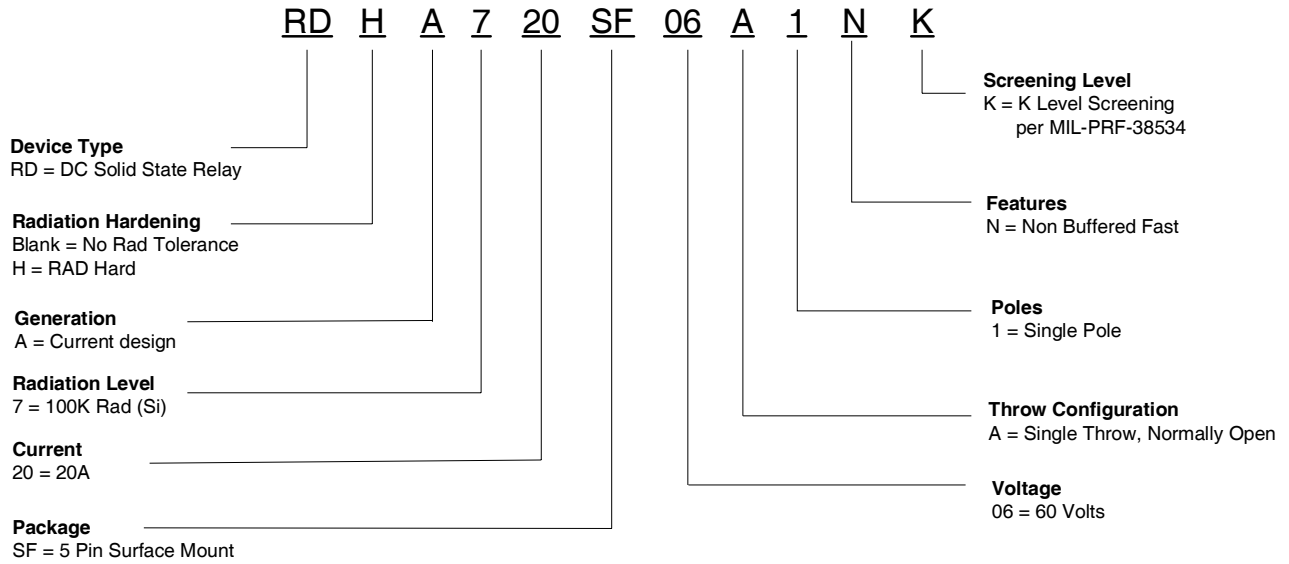 RD H A 7 20 SF 06 A 1 N K
Device Type
RD = DC Solid State Relay
Radiation Hardening
Blank = No Rad Tolerance
H = RAD Hard
Generation
A = Current design
Radiation Level
7 = 100K Rad (Si)
Current
20 = 20A
Package
SF = 5 Pin Surface Mount
Screening Level
K = K Level Screening
per MIL-PRF-38534
Features
N = Non Buffered Fast
Poles
1 = Single Pole
Throw Configuration
A = Single Throw, Normally Open
Voltage
06 = 60 Volts